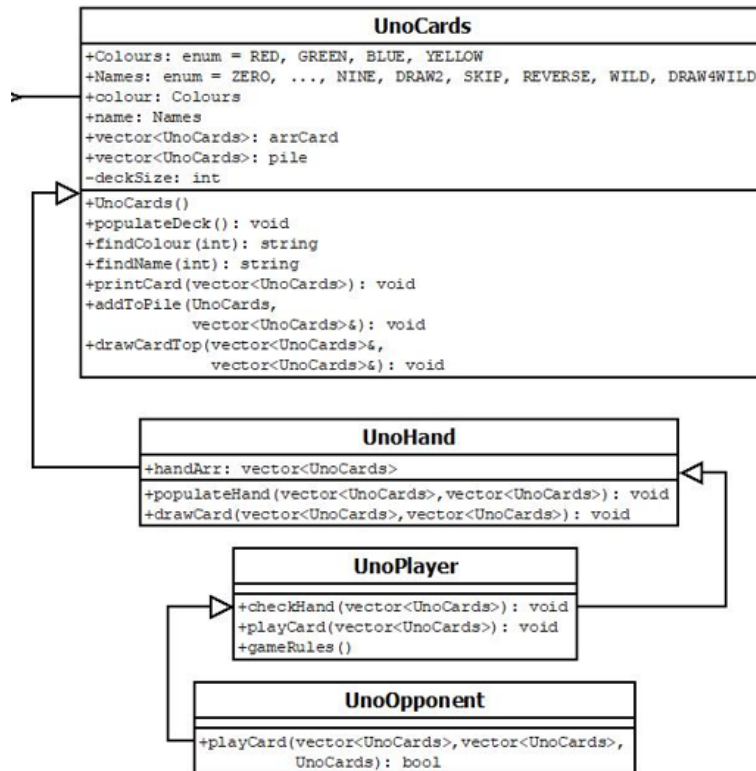 UnoCards
+Colours: enum = RED, GREEN, BLUE, YELLOW
+Names: enum = ZERO, ..., NINE, DRAW2, SKIP, REVERSE, WILD, DRAW4WILD
+colour: Colours
+name: Names
+vector<UnoCards>: arrCard
+vector<UnoCards>: pile
-deckSize: int
+UnoCards()
+populateDeck(): void
+findColour(int): string
+findName(int): string
+printCard(vector<UnoCards>): void
+addToPile(UnoCards,
vector<UnoCards>&): void
+drawCardTop(vector<UnoCards>&,
vector<UnoCards>&): void
UnoHand
+handArr: vector<UnoCards>
+populateHand(vector<UnoCards>,vector<UnoCards>): void
+drawCard(vector<UnoCards>,vector<UnoCards>): void
UnoPlayer
+checkHand(vector<UnoCards>): void
+playCard(vector<UnoCards>): void
+gameRules()
UnoOpponent
+playCard(vector<UnoCards>,vector<UnoCards>,
UnoCards): bool